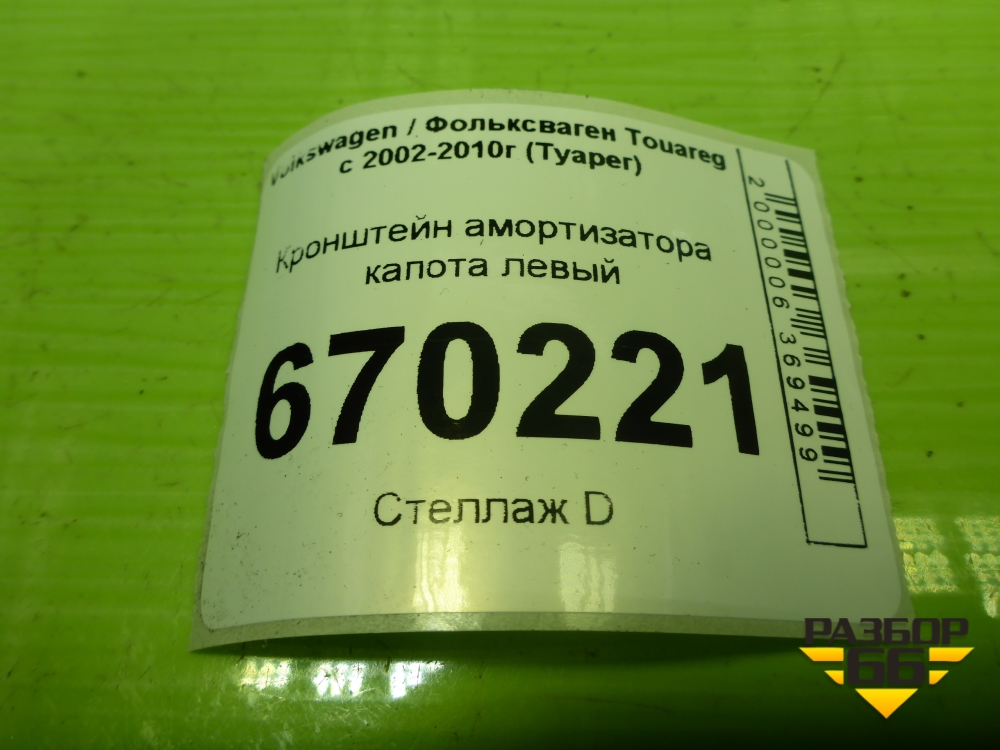 Volkswagen / Фольксваген Touareg
с 2002-2010г (Туарег)
Кронштейн амортизатора
капота левый
670221
Стеллаж D
2000006369499
РАЗБОР
66